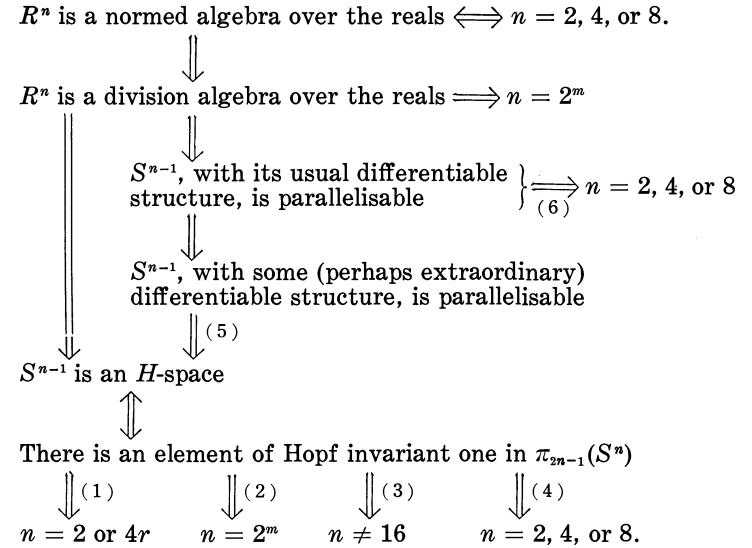 Rⁿ is a normed algebra over the reals ⟺ n = 2, 4, or 8.
⇓
Rⁿ is a division algebra over the reals ⟹ n = 2ᵐ
⇓
Sⁿ⁻¹, with its usual differentiable
structure, is parallelisable } ⟹ (6) n = 2, 4, or 8
⇓
Sⁿ⁻¹, with some (perhaps extraordinary)
differentiable structure, is parallelisable
⇓ (5)
Sⁿ⁻¹ is an H-space
⇕
There is an element of Hopf invariant one in π₂ₙ₋₁(Sⁿ)
⇓ (1) ⇓ (2) ⇓ (3) ⇓ (4)
n = 2 or 4r n = 2ᵐ n ≠ 16 n = 2, 4, or 8.